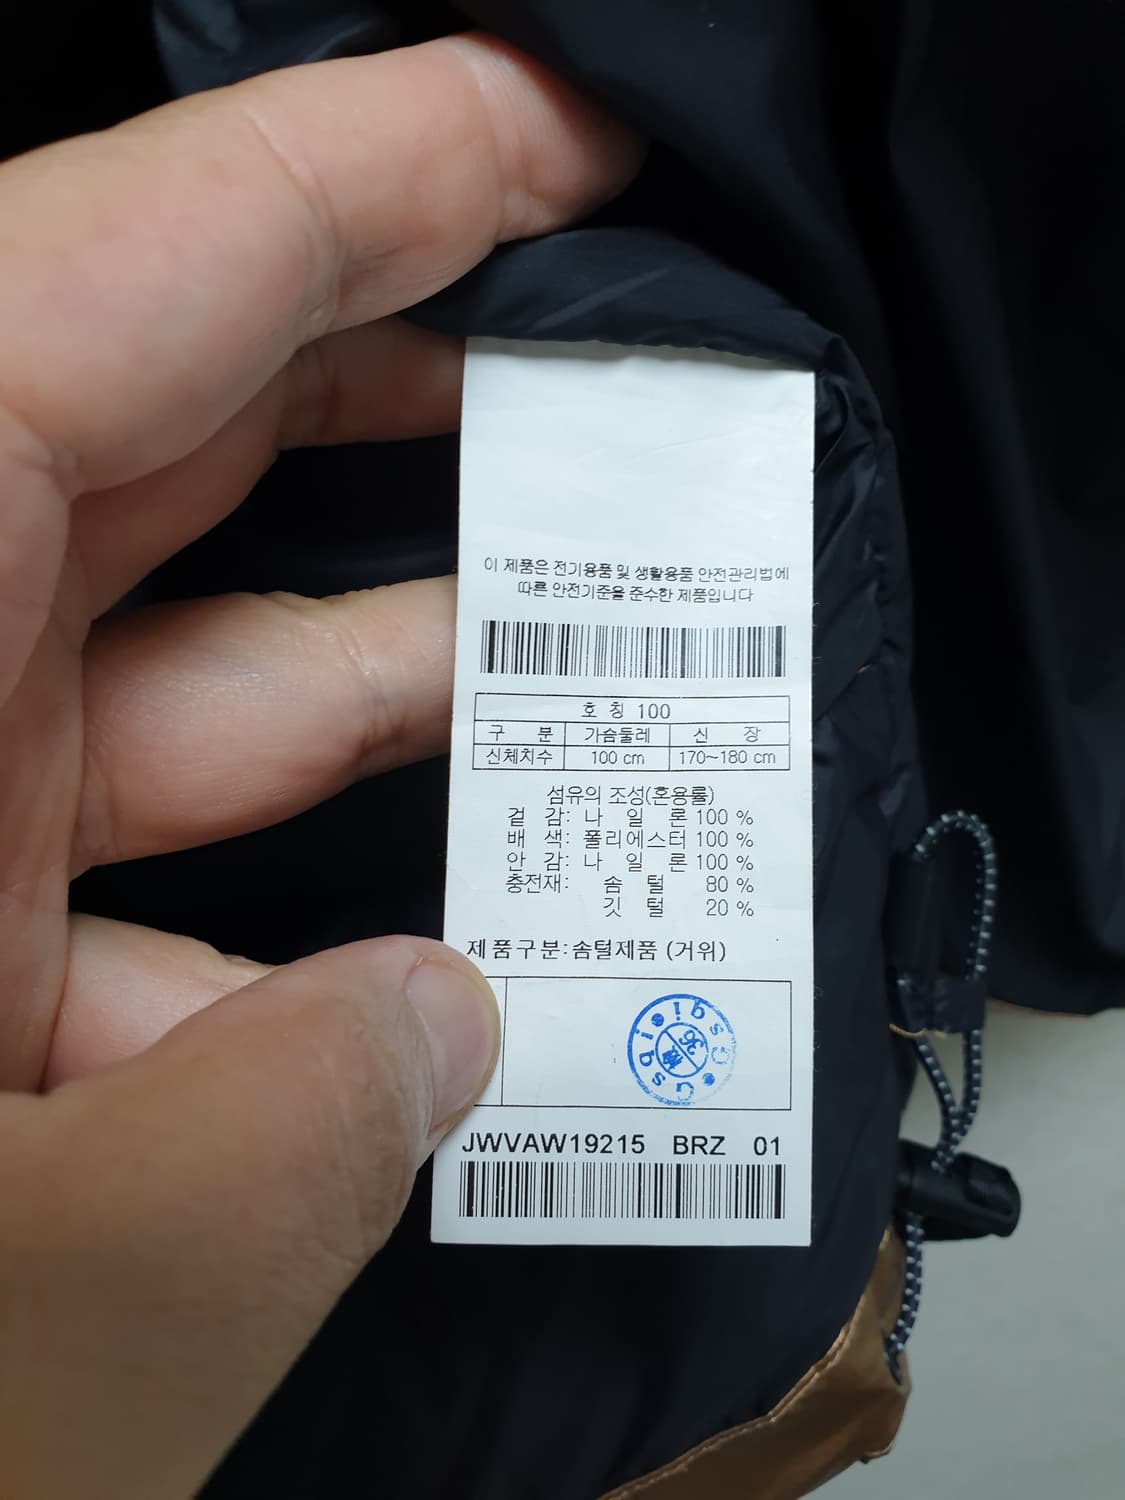 이 제품은 전기용품 및 생활용품 안전관리법에
따른 안전기준을 준수한 제품입니다
호 칭 100
구 분 가슴둘레 신 장
신체치수 100 cm 170~180 cm
섬유의 조성(혼용률)
겉 감: 나 일 론 100 %
배 색: 폴리에스터 100 %
안 감: 나 일 론 100 %
충전재: 솜 털 80 %
깃 털 20 %
제품구분:솜털제품 (거위)
36
JWVAW19215 BRZ 01